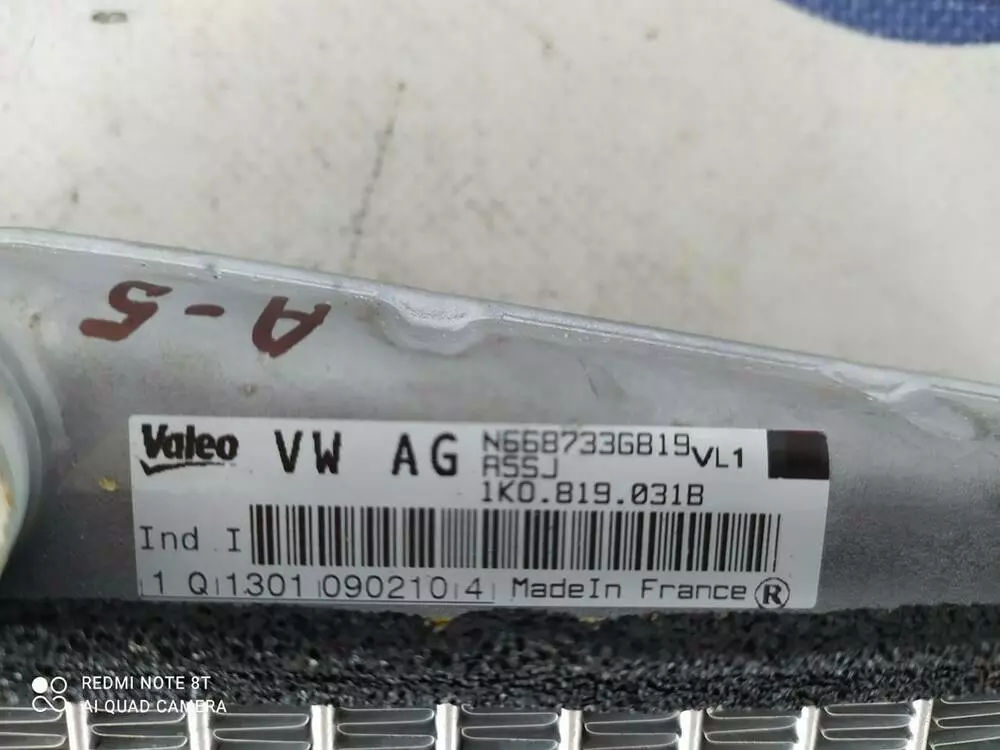 A-5
Valeo VW AG N6687336819 VL1
A55J
1K0.819.031B
Ind I
1 Q 1301 090210 4 MadeIn France R
REDMI NOTE 8T
AI QUAD CAMERA